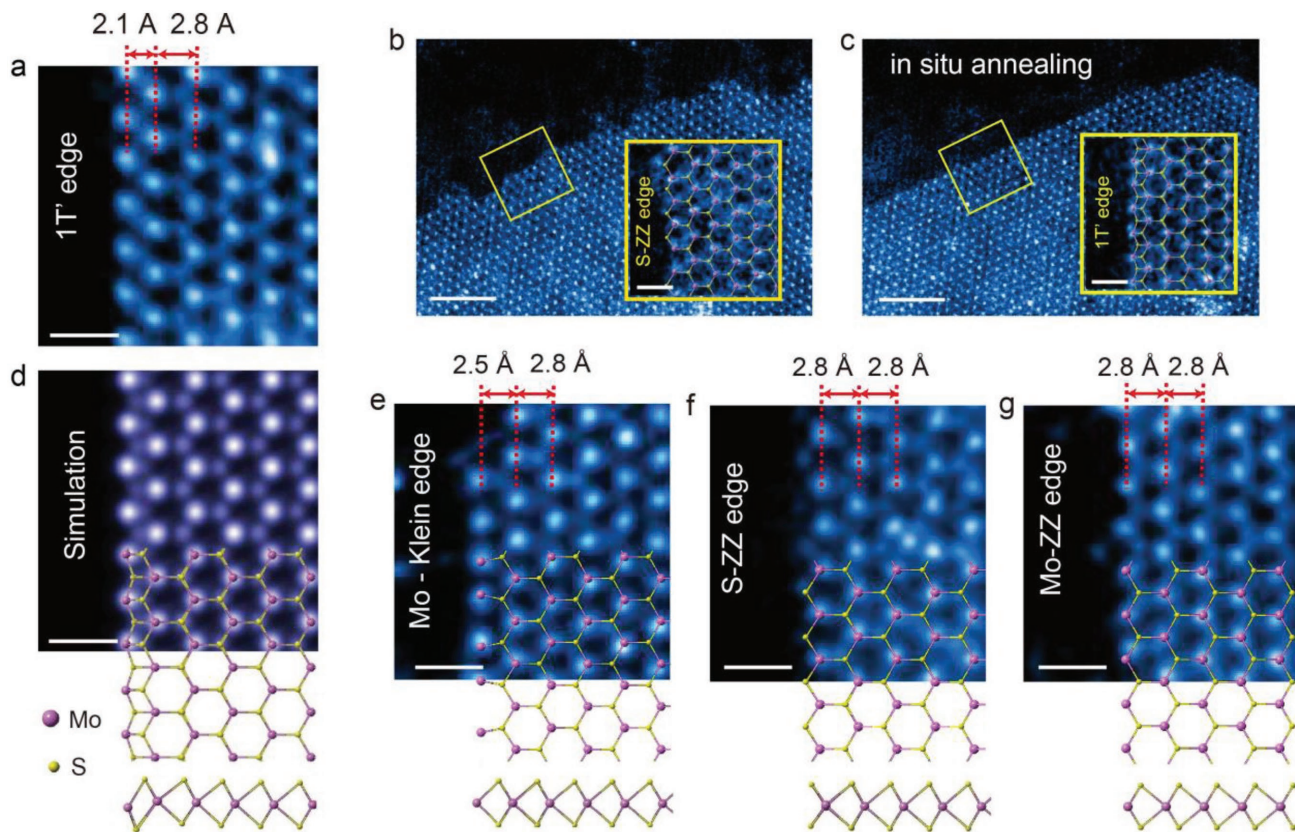 2.1 Å 2.8 Å
a
1T' edge
b
S-ZZ edge
c
in situ annealing
1T' edge
d
Simulation
Mo
S
2.5 Å 2.8 Å
e
Mo - Klein edge
2.8 Å 2.8 Å
f
S-ZZ edge
2.8 Å 2.8 Å
g
Mo-ZZ edge